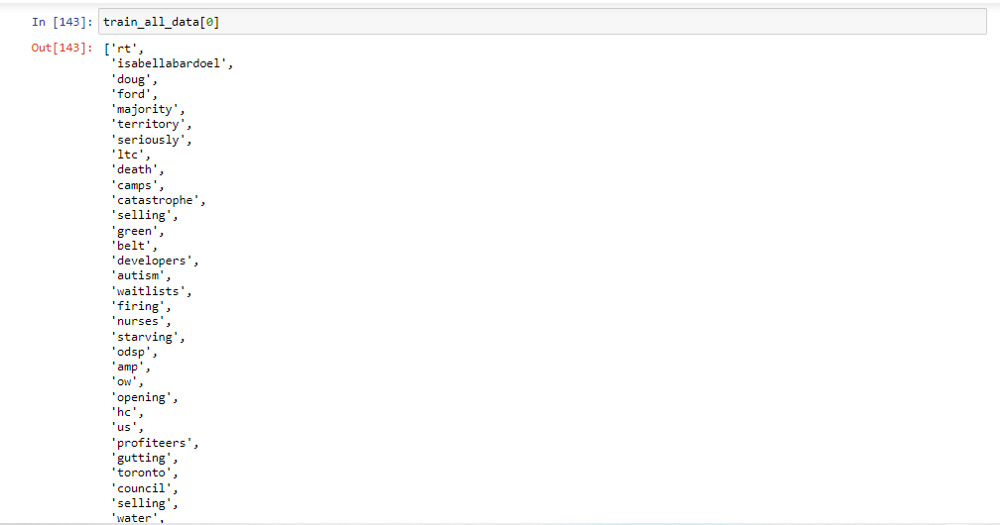 In [143]: train_all_data[0]
Out[143]: ['rt',
'isabellabardoel',
'doug',
'ford',
'majority',
'territory',
'seriously',
'ltc',
'death',
'camps',
'catastrophe',
'selling',
'green',
'belt',
'developers',
'autism',
'waitlists',
'firing',
'nurses',
'starving',
'odsp',
'amp',
'ow',
'opening',
'hc',
'us',
'profiteers',
'gutting',
'toronto',
'council',
'selling',
'water',